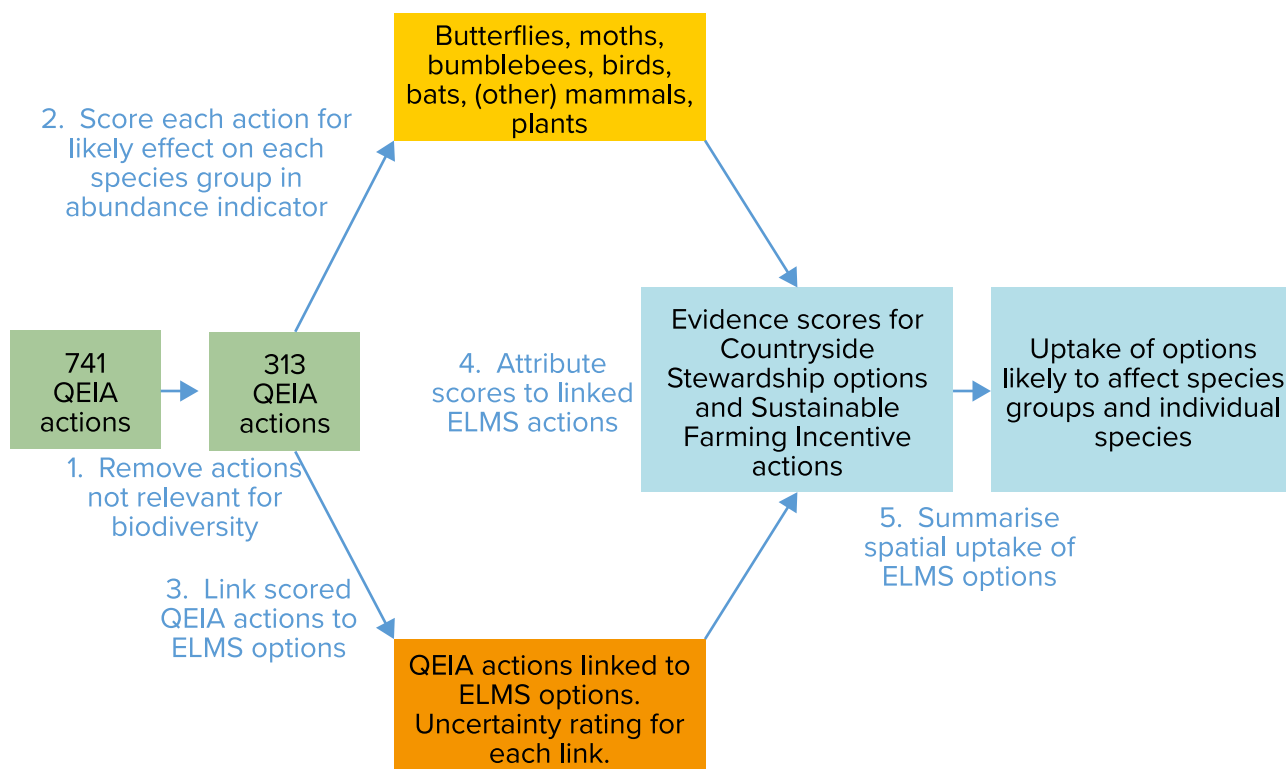 Butterflies, moths,
bumblebees, birds,
bats, (other) mammals,
plants
2. Score each action for
likely effect on each
species group in
abundance indicator
741
QEIA
actions
313
QEIA
actions
1. Remove actions
not relevant for
biodiversity
3. Link scored
QEIA actions to
ELMS options
4. Attribute
scores to linked
ELMS actions
Evidence scores for
Countryside
Stewardship options
and Sustainable
Farming Incentive
actions
Uptake of options
likely to affect species
groups and individual
species
5. Summarise
spatial uptake of
ELMS options
QEIA actions linked to
ELMS options.
Uncertainty rating for
each link.